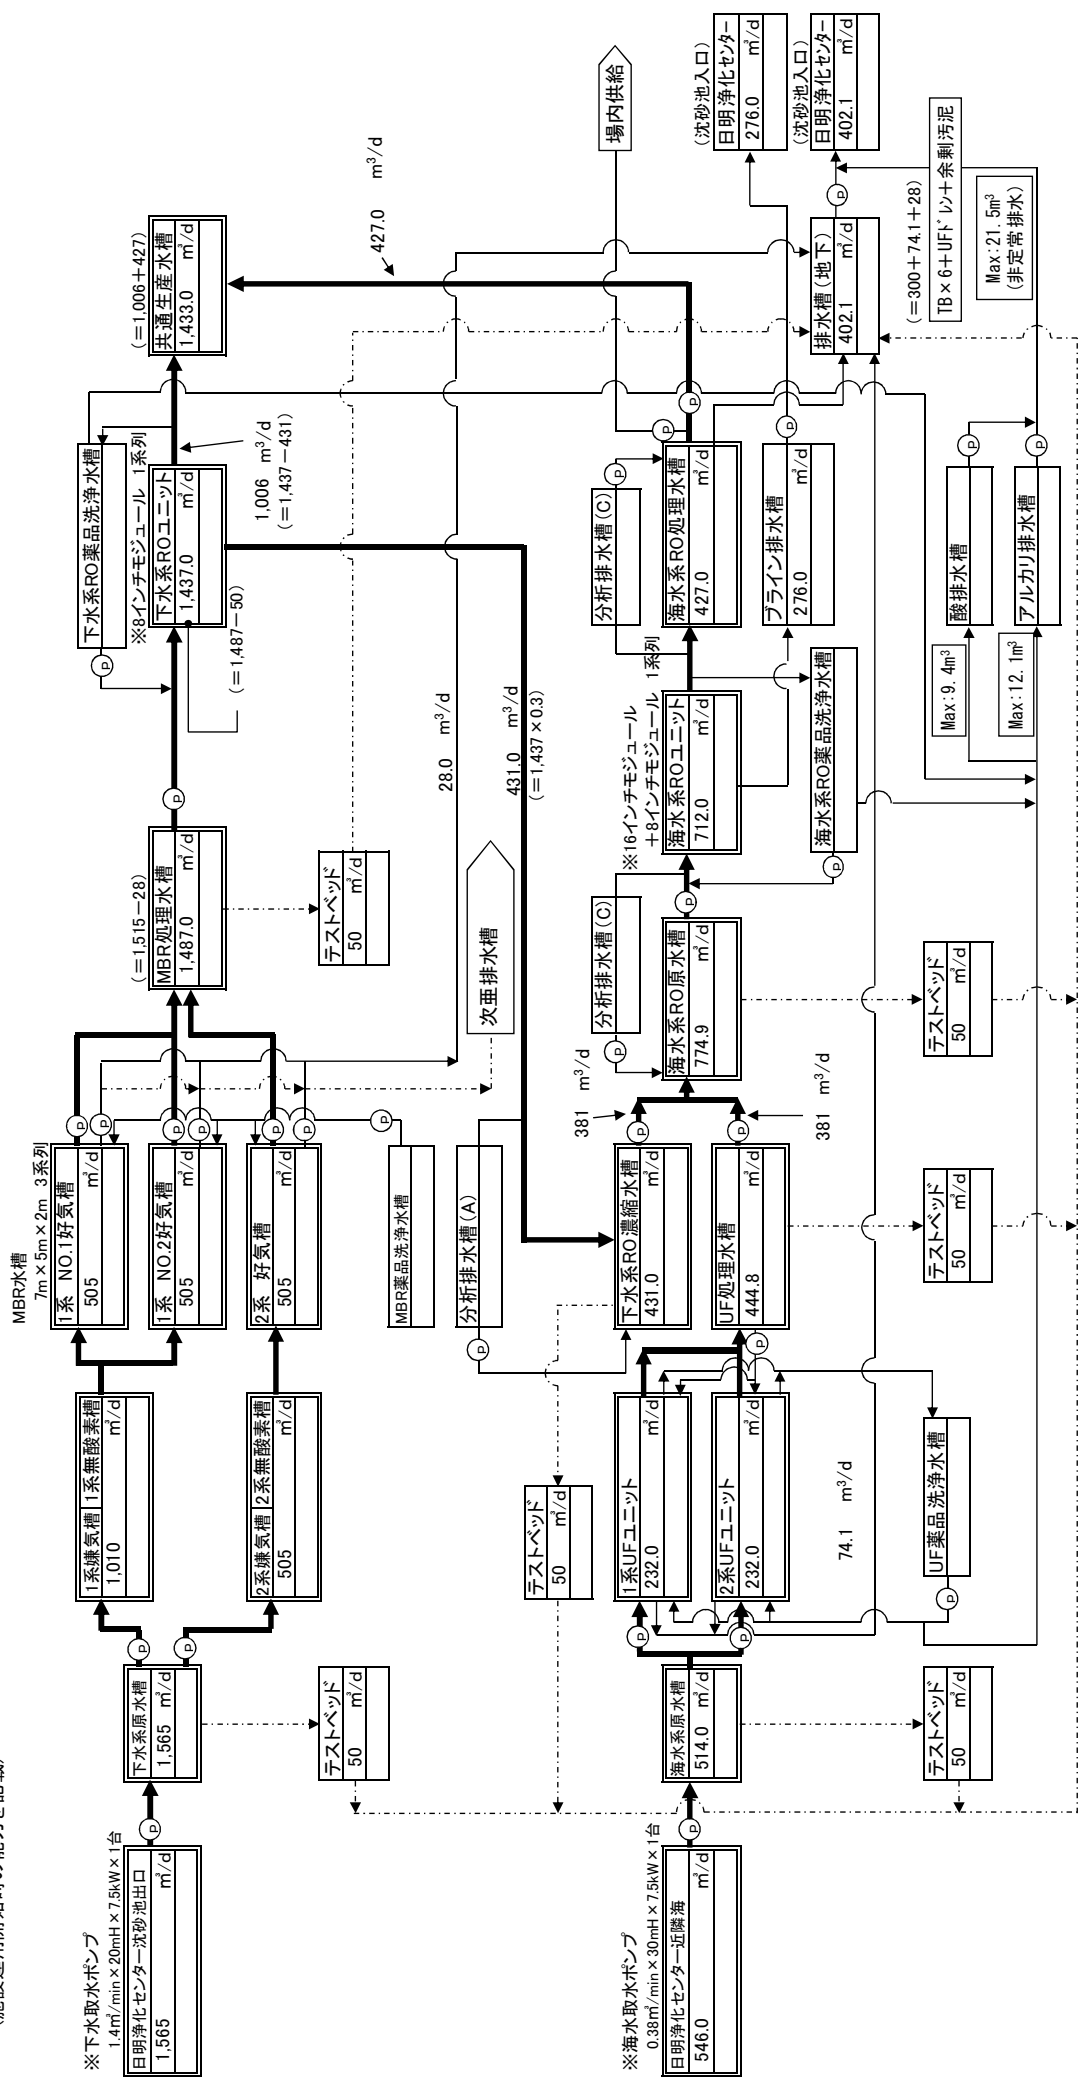 ※下水取水ポンプ
1.4㎥/min×20mH×7.5kW×1台
日明浄化センター沈砂池出口
1,565 ㎥/d
P
下水系原水槽
1,565 ㎥/d
P
P
テストベッド
50 ㎥/d
1系嫌気槽 1系無酸素槽
1,010 ㎥/d
2系嫌気槽 2系無酸素槽
505 ㎥/d
MBR水槽
7m×5m×2m 3系列
1系 NO.1好気槽
505 ㎥/d
1系 NO.2好気槽
505 ㎥/d
2系 好気槽
505 ㎥/d
P
P
P
P
P
P
P
MBR薬品洗浄水槽
(=1,515-28)
MBR処理水槽
1,487.0 ㎥/d
P
テストベッド
50 ㎥/d
下水系RO薬品洗浄水槽
P
※8インチモジュール 1系列
下水系ROユニット
1,437.0 ㎥/d
(=1,487-50)
1,006 m³/d
(=1,437-431)
(=1,006+427)
共通生産水槽
1,433.0 ㎥/d
427.0 m³/d
28.0 m³/d
431.0 m³/d
(=1,437×0.3)
次亜排水槽
分析排水槽(A)
P
テストベッド
50 ㎥/d
※海水取水ポンプ
0.38㎥/min×30mH×7.5kW×1台
日明浄化センター近隣海
546.0 ㎥/d
P
海水系原水槽
514.0 ㎥/d
P
P
テストベッド
50 ㎥/d
1系UFユニット
232.0 ㎥/d
2系UFユニット
232.0 ㎥/d
74.1 m³/d
P
UF薬品洗浄水槽
P
下水系RO濃縮水槽
431.0 ㎥/d
UF処理水槽
444.8 ㎥/d
テストベッド
50 ㎥/d
P
P
381 m³/d
381 m³/d
分析排水槽(C)
P
海水系RO原水槽
774.9 ㎥/d
P
テストベッド
50 ㎥/d
※16インチモジュール
+8インチモジュール 1系列
海水系ROユニット
712.0 ㎥/d
海水系RO薬品洗浄水槽
P
分析排水槽(C)
P
海水系RO処理水槽
427.0 ㎥/d
P
P
場内供給
ブライン排水槽
276.0 ㎥/d
P
酸排水槽
P
Max:9.4m³
アルカリ排水槽
P
Max:12.1m³
排水槽(地下)
402.1 ㎥/d
P
(=300+74.1+28)
TB×6+UFドレン+余剰汚泥
Max:21.5m³
(非定常排水)
(沈砂池入口)
日明浄化センター
276.0 ㎥/d
(沈砂池入口)
日明浄化センター
402.1 ㎥/d